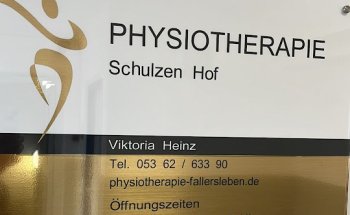 PHYSIOTHERAPIE
Schulzen Hof
Viktoria Heinz
Tel. 053 62 / 633 90
physiotherapie-fallersleben.de
Öffnungszeiten